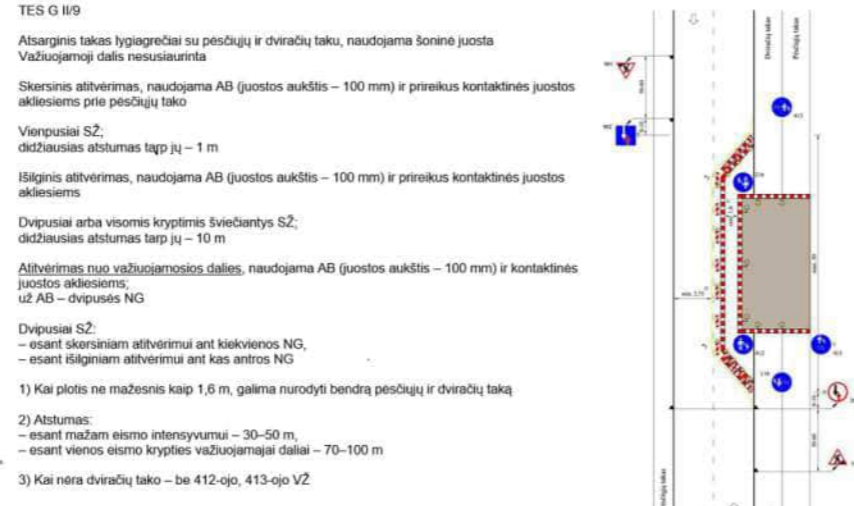 TES G II/9
Atsarginis takas lygiagrečiai su pėsčiųjų ir dviračių taku, naudojama šoninė juosta
Važiuojamoji dalis nesusiaurinta
Skersinis atitvėrimas, naudojama AB (juostos aukštis – 100 mm) ir prireikus kontaktinės juostos
akliesiems prie pėsčiųjų tako
Vienpusiai SŽ;
didžiausias atstumas tarp jų – 1 m
Išilginis atitvėrimas, naudojama AB (juostos aukštis – 100 mm) ir prireikus kontaktinės juostos
akliesiems
Dvipusiai arba visomis kryptimis šviečiantys SŽ;
didžiausias atstumas tarp jų – 10 m
Atitvėrimas nuo važiuojamosios dalies, naudojama AB (juostos aukštis – 100 mm) ir kontaktinės
juostos akliesiems;
už AB – dvipusės NG
Dvipusiai SŽ:
– esant skersiniam atitvėrimui ant kiekvienos NG,
– esant išilginiam atitvėrimui ant kas antros NG
1) Kai plotis ne mažesnis kaip 1,6 m, galima nurodyti bendrą pėsčiųjų ir dviračių taką
2) Atstumas:
– esant mažam eismo intensyvumui – 30–50 m,
– esant vienos eismo krypties važiuojamajai daliai – 70–100 m
3) Kai nėra dviračių tako – be 412-ojo, 413-ojo VŽ
Dviračių takas
Pėsčiųjų takas
413
min. 2,75
412
413
Pėsčiųjų takas